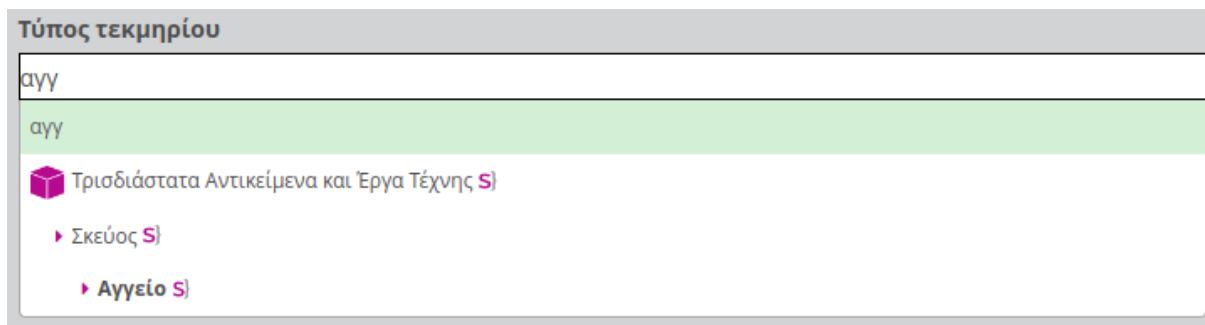 Τύπος τεκμηρίου
αγγ
αγγ
Τρισδιάστατα Αντικείμενα και Έργα Τέχνης S}
Σκεύος S}
Αγγείο S}